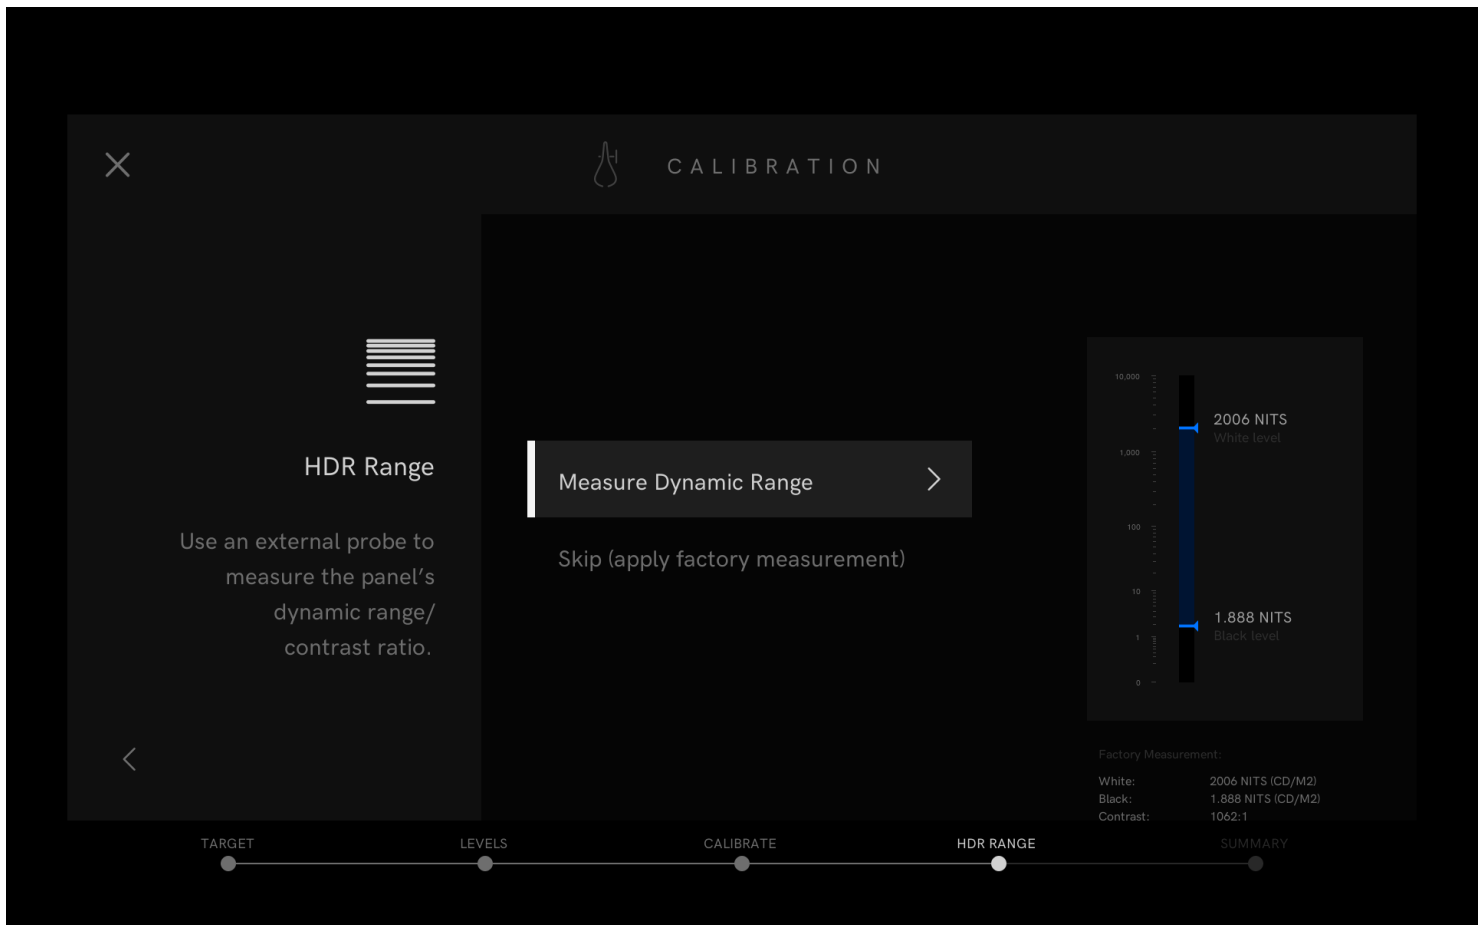 CALIBRATION
HDR Range
Use an external probe to
measure the panel's
dynamic range/
contrast ratio.
Measure Dynamic Range
Skip (apply factory measurement)
10,000
1,000
100
10
1
0
2006 NITS
White level
1.888 NITS
Black level
Factory Measurement:
White: 2006 NITS (CD/M2)
Black: 1.888 NITS (CD/M2)
Contrast: 1062:1
TARGET LEVELS CALIBRATE HDR RANGE SUMMARY